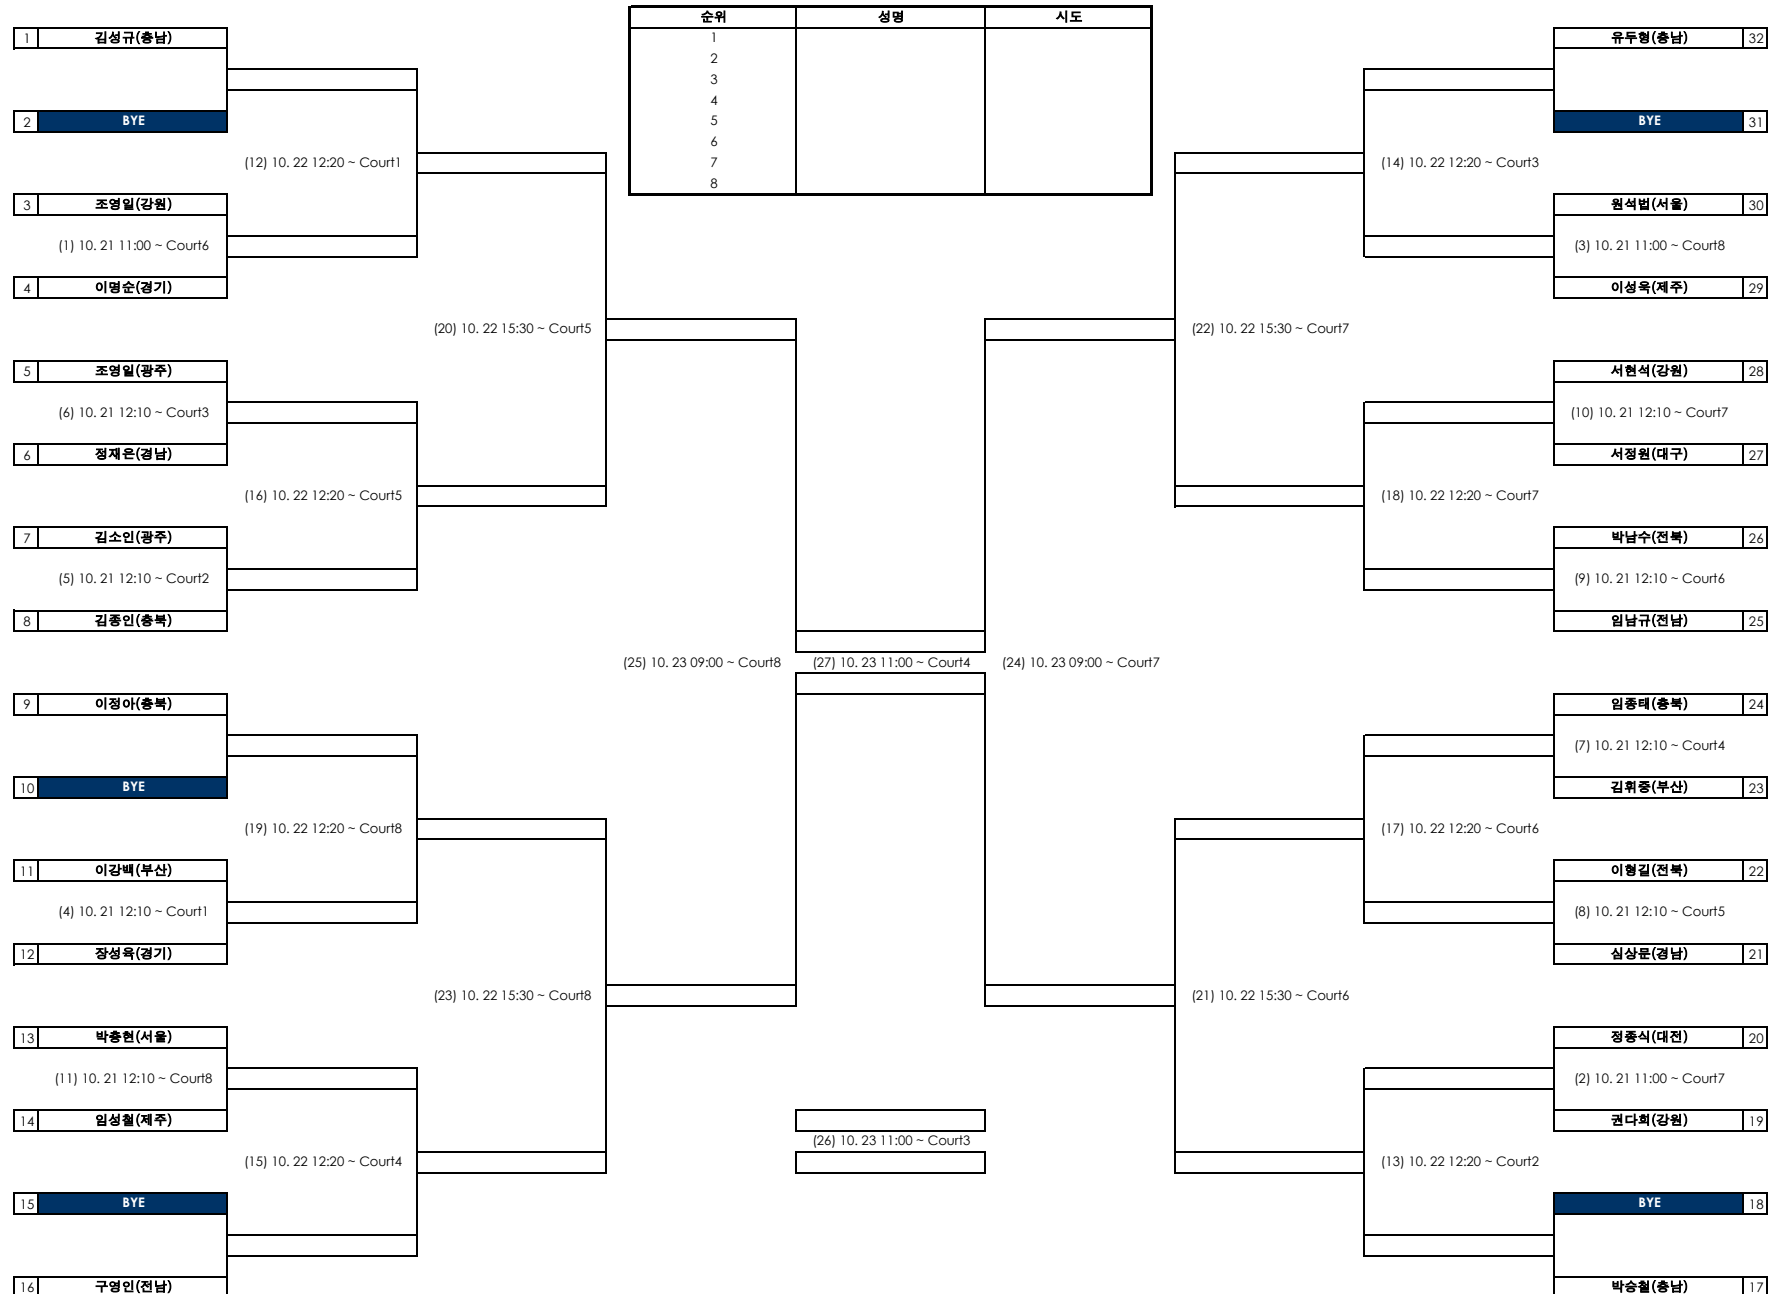 순위 성명 시도
1 김성규(충남) 1 유두형(충남) 32
2
3
4
2 BYE 5 BYE 31
6
(12) 10. 22 12:20 ~ Court1 7 (14) 10. 22 12:20 ~ Court3
8
3 조영일(강원) 원석법(서울) 30
(1) 10. 21 11:00 ~ Court6 (3) 10. 21 11:00 ~ Court8
4 이명순(경기) 이성욱(제주) 29
(20) 10. 22 15:30 ~ Court5 (22) 10. 22 15:30 ~ Court7
5 조영일(광주) 서현석(강원) 28
(6) 10. 21 12:10 ~ Court3 (10) 10. 21 12:10 ~ Court7
6 정재은(경남) 서정원(대구) 27
(16) 10. 22 12:20 ~ Court5 (18) 10. 22 12:20 ~ Court7
7 김소인(광주) 박남수(전북) 26
(5) 10. 21 12:10 ~ Court2 (9) 10. 21 12:10 ~ Court6
8 김종인(충북) 임남규(전남) 25
(25) 10. 23 09:00 ~ Court8 (27) 10. 23 11:00 ~ Court4 (24) 10. 23 09:00 ~ Court7
9 이정아(충북) 임종태(충북) 24
(7) 10. 21 12:10 ~ Court4
10 BYE 김휘중(부산) 23
(19) 10. 22 12:20 ~ Court8 (17) 10. 22 12:20 ~ Court6
11 이강백(부산) 이형길(전북) 22
(4) 10. 21 12:10 ~ Court1 (8) 10. 21 12:10 ~ Court5
12 장성육(경기) 심상문(경남) 21
(23) 10. 22 15:30 ~ Court8 (21) 10. 22 15:30 ~ Court6
13 박충현(서울) 정종식(대전) 20
(11) 10. 21 12:10 ~ Court8 (2) 10. 21 11:00 ~ Court7
14 임성철(제주) 권다희(강원) 19
(26) 10. 23 11:00 ~ Court3
(15) 10. 22 12:20 ~ Court4 (13) 10. 22 12:20 ~ Court2
15 BYE BYE 18
16 구영인(전남) 박승철(충남) 17